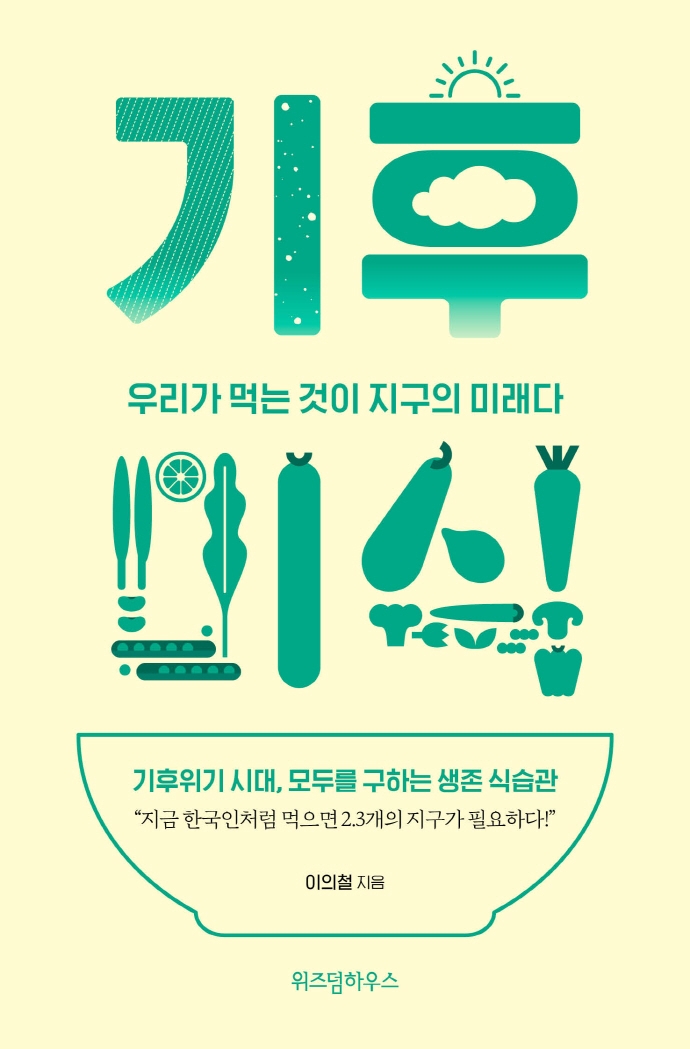 기후
우리가 먹는 것이 지구의 미래다
미식
기후위기 시대, 모두를 구하는 생존 식습관
“지금 한국인처럼 먹으면 2.3개의 지구가 필요하다!”
이의철 지음
위즈덤하우스